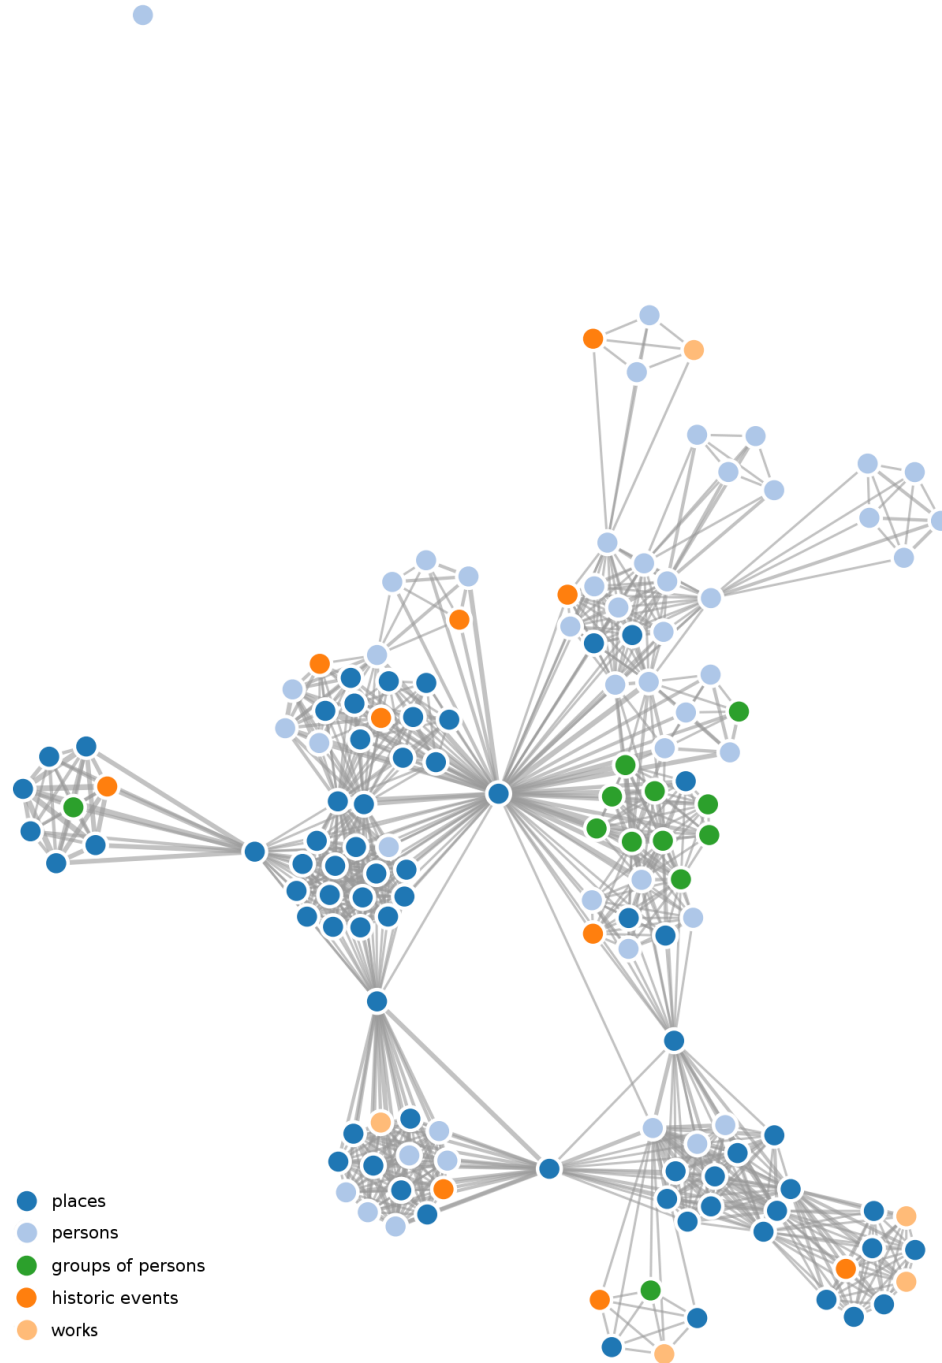 places
persons
groups of persons
historic events
works